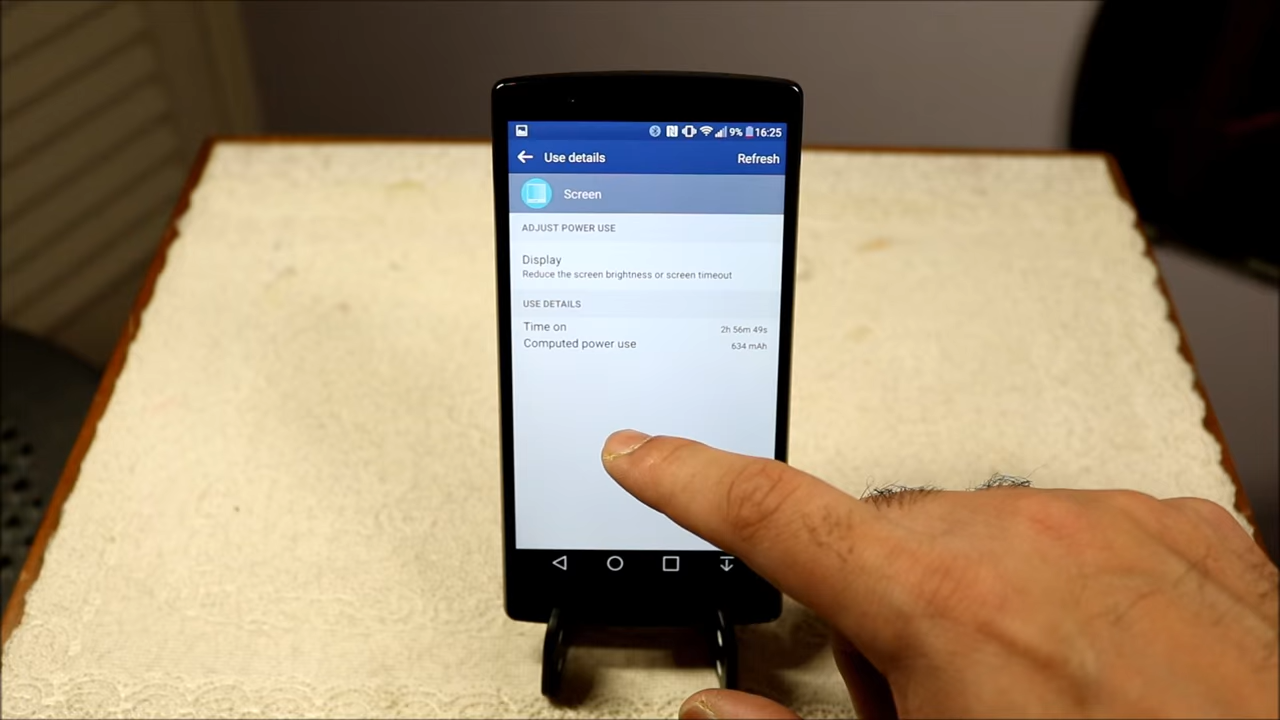 9% 16:25
Use details Refresh
Screen
ADJUST POWER USE
Display
Reduce the screen brightness or screen timeout
USE DETAILS
Time on 2h 56m 49s
Computed power use 634 mAh